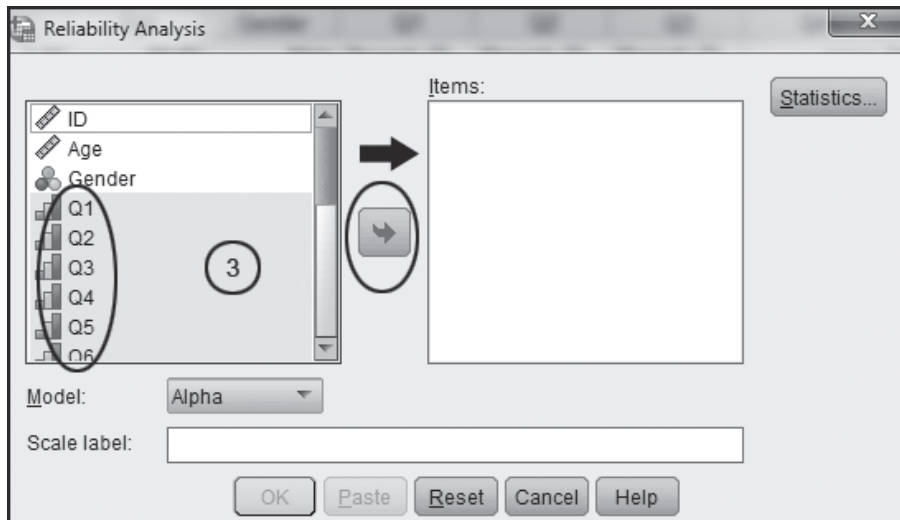 Reliability Analysis
X
Items:
Statistics...
ID
Age
Gender
Q1
Q2
Q3
3
Q4
Q5
Q6
Model:
Alpha
Scale label:
OK
Paste
Reset
Cancel
Help